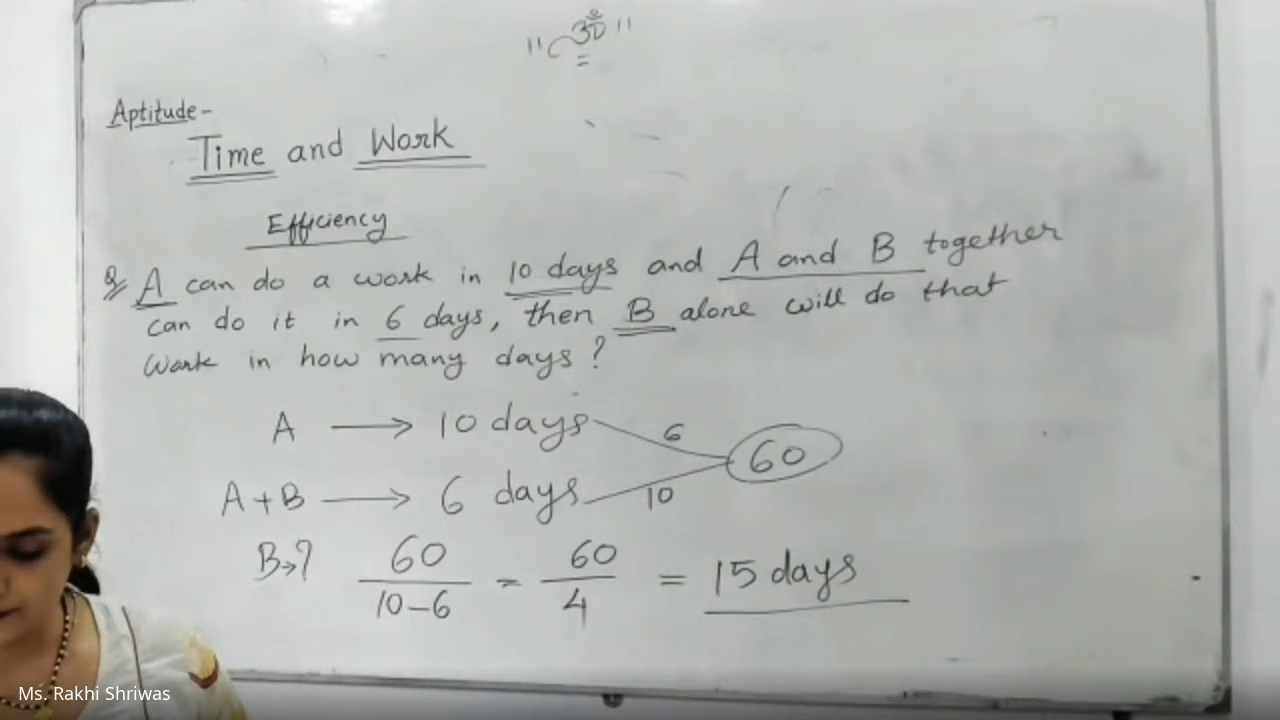 " ॐ "
Aptitude-
Time and Work
Efficiency
Q/ A can do a work in 10 days and A and B together
can do it in 6 days, then B alone will do that
work in how many days ?
A → 10 days 6
60
A+B → 6 days 10
B→? 60/10-6 = 60/4 = 15 days
Ms. Rakhi Shriwas